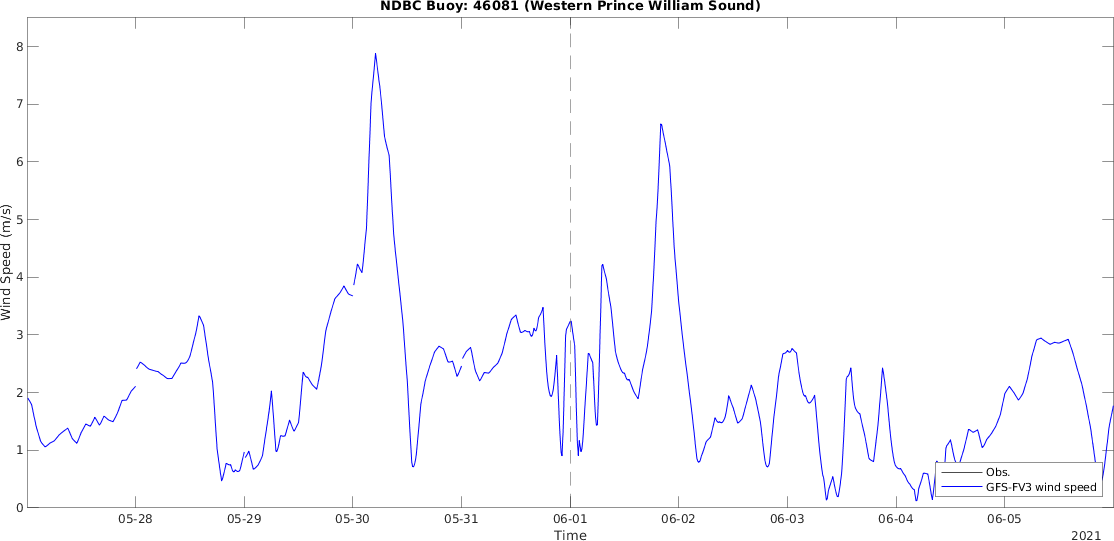 NDBC Buoy: 46081 (Western Prince William Sound)
Wind Speed (m/s)
8
7
6
5
4
3
2
1
0
05-28 05-29 05-30 05-31 06-01 06-02 06-03 06-04 06-05
Time
2021
Obs.
GFS-FV3 wind speed